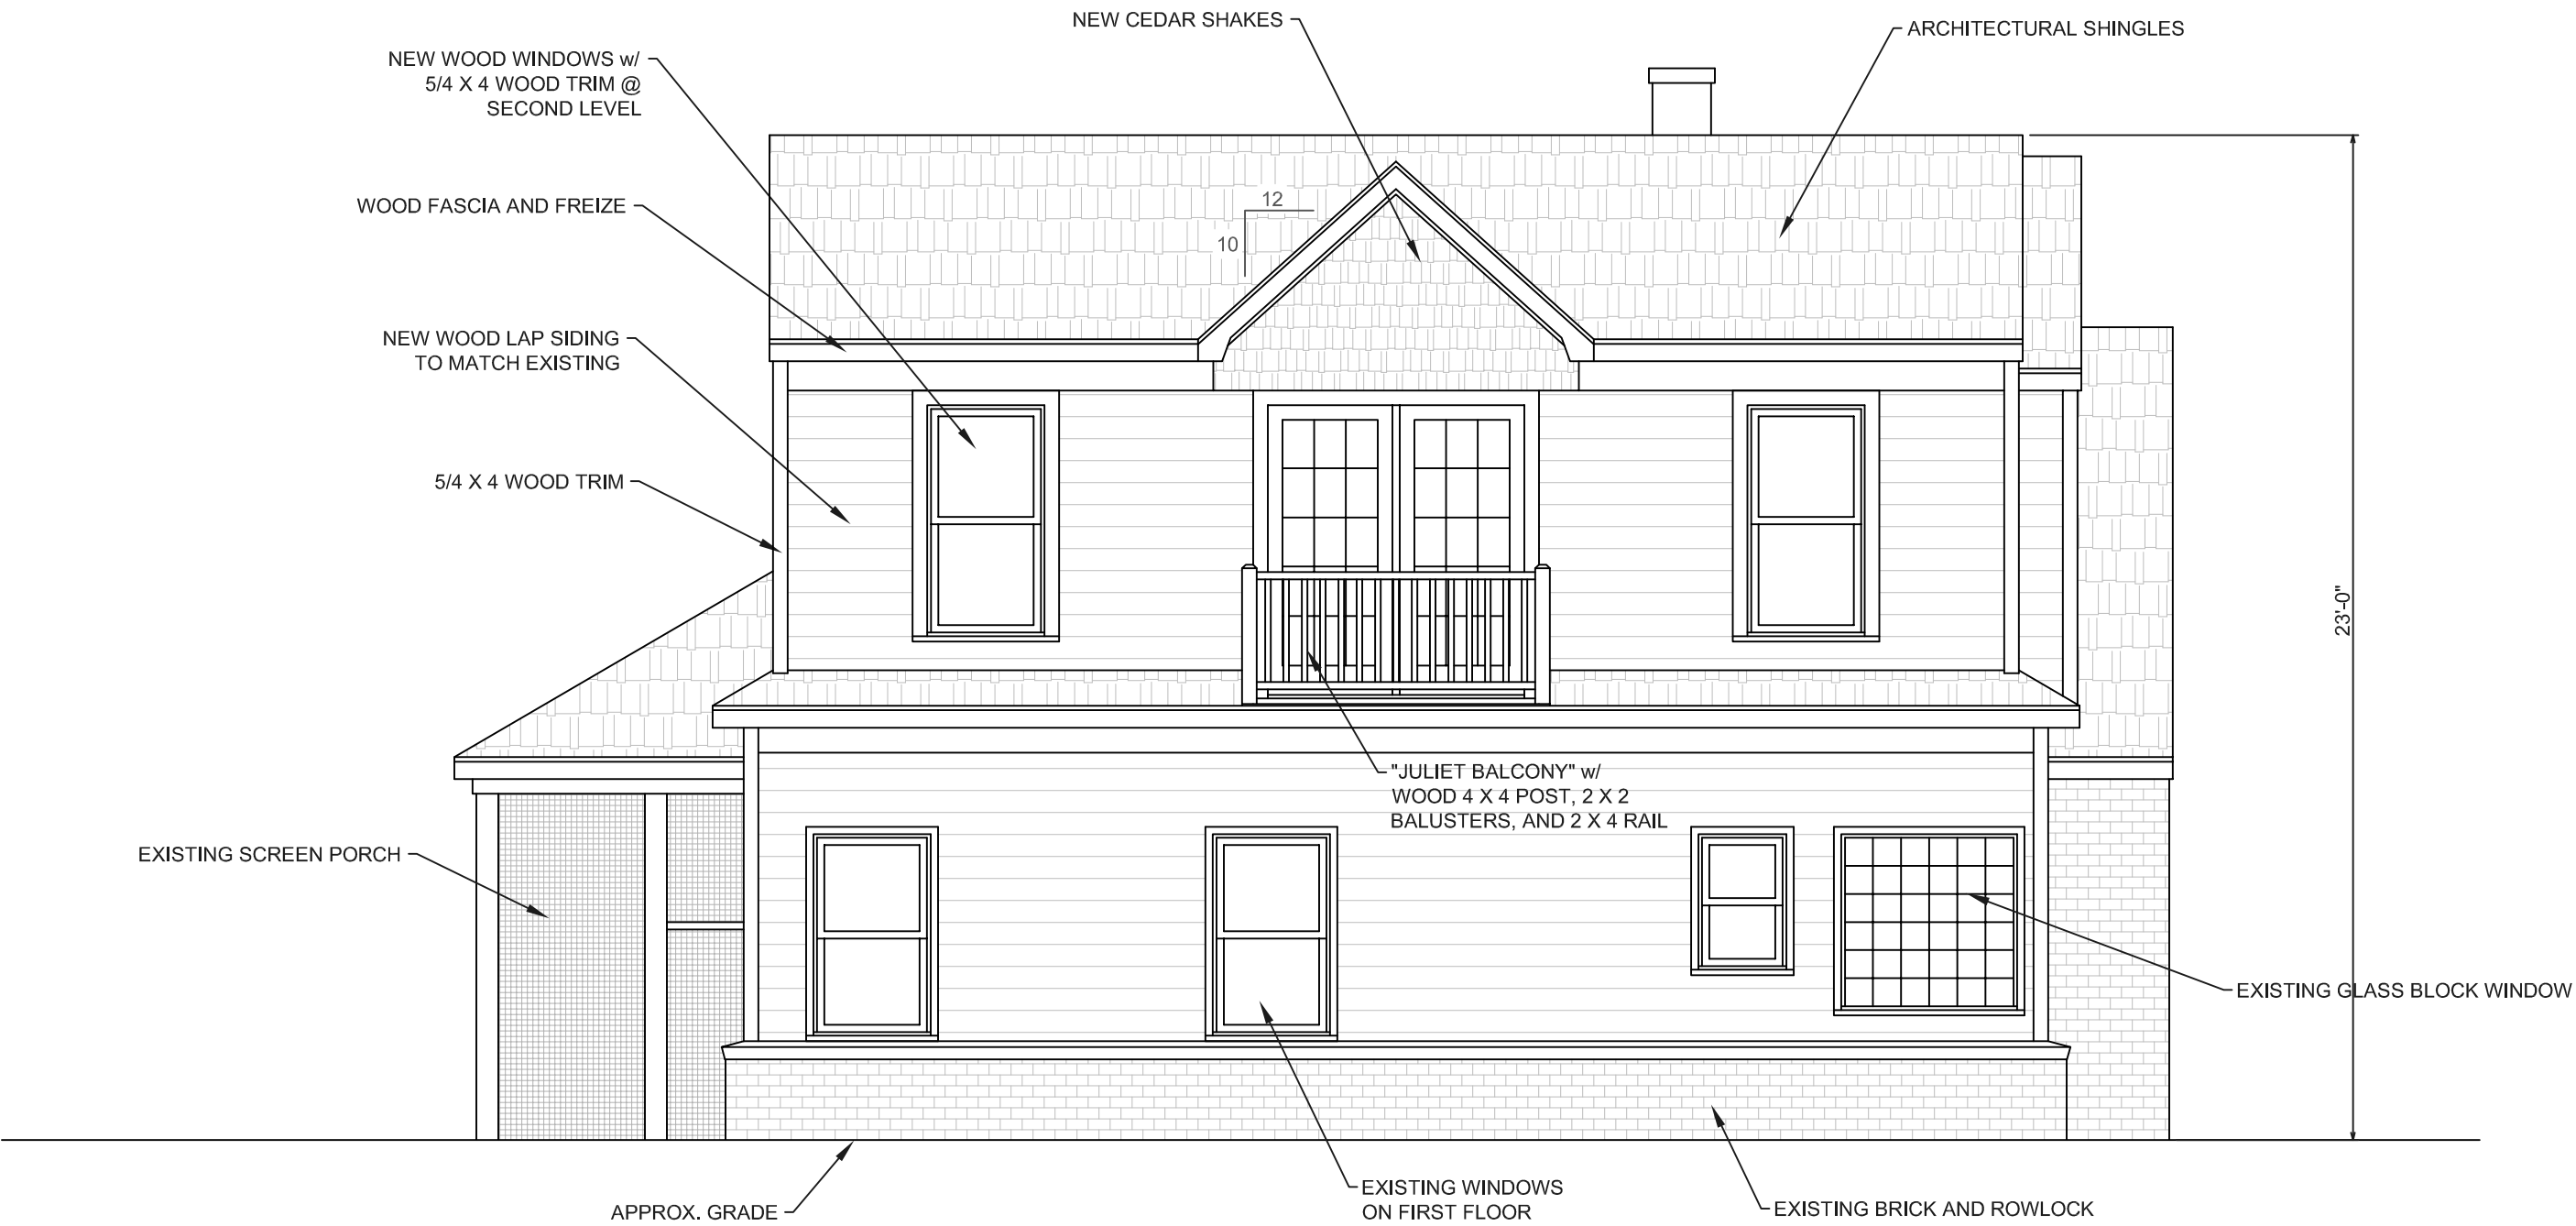 NEW CEDAR SHAKES
ARCHITECTURAL SHINGLES
NEW WOOD WINDOWS w/
5/4 X 4 WOOD TRIM @
SECOND LEVEL
WOOD FASCIA AND FREIZE
12
10
NEW WOOD LAP SIDING
TO MATCH EXISTING
5/4 X 4 WOOD TRIM
23'-0"
"JULIET BALCONY" w/
WOOD 4 X 4 POST, 2 X 2
BALUSTERS, AND 2 X 4 RAIL
EXISTING SCREEN PORCH
EXISTING GLASS BLOCK WINDOW
EXISTING WINDOWS
ON FIRST FLOOR
EXISTING BRICK AND ROWLOCK
APPROX. GRADE